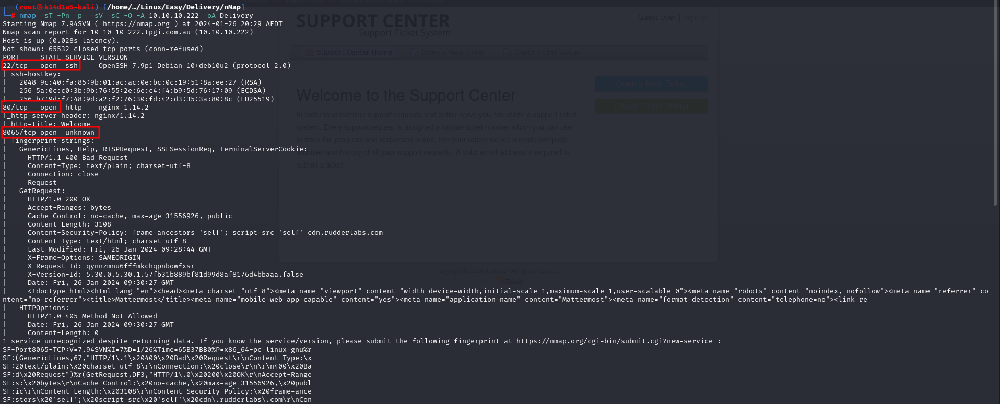 ┌──(root㉿k14d1u5-kali)-[/home/…/Linux/Easy/Delivery/nMap]
└─# nmap -sT -Pn -p- -sV -sC -O -A 10.10.10.222 -oA Delivery
Starting Nmap 7.94SVN ( https://nmap.org ) at 2024-01-26 20:29 AEDT
Nmap scan report for 10-10-10-222.tpgi.com.au (10.10.10.222)
Host is up (0.028s latency).
Not shown: 65532 closed tcp ports (conn-refused)
PORT     STATE SERVICE VERSION
22/tcp   open  ssh     OpenSSH 7.9p1 Debian 10+deb10u2 (protocol 2.0)
| ssh-hostkey:
|   2048 9c:40:fa:85:9b:01:ac:ac:0e:bc:0c:19:51:8a:ee:27 (RSA)
|   256 5a:0c:c0:3b:9b:76:55:2e:6e:c4:f4:b9:5d:76:17:09 (ECDSA)
|_  256 b7:9d:f7:48:9d:a2:f2:76:30:fd:42:d3:35:3a:80:8c (ED25519)
80/tcp   open  http    nginx 1.14.2
|_http-server-header: nginx/1.14.2
|_http-title: Welcome
8065/tcp open  unknown
| fingerprint-strings:
|   GenericLines, Help, RTSPRequest, SSLSessionReq, TerminalServerCookie:
|     HTTP/1.1 400 Bad Request
|     Content-Type: text/plain; charset=utf-8
|     Connection: close
|     Request
|   GetRequest:
|     HTTP/1.0 200 OK
|     Accept-Ranges: bytes
|     Cache-Control: no-cache, max-age=31556926, public
|     Content-Length: 3108
|     Content-Security-Policy: frame-ancestors 'self'; script-src 'self' cdn.rudderlabs.com
|     Content-Type: text/html; charset=utf-8
|     Last-Modified: Fri, 26 Jan 2024 09:28:44 GMT
|     X-Frame-Options: SAMEORIGIN
|     X-Request-Id: qynnzmnu6fffmkchqpnbowfxsr
|     X-Version-Id: 5.30.0.5.30.1.57fb31b889bf81d99d8af8176d4bbaaa.false
|     Date: Fri, 26 Jan 2024 09:30:27 GMT
|     <!doctype html><html lang="en"><head><meta charset="utf-8"><meta name="viewport" content="width=device-width,initial-scale=1,maximum-scale=1,user-scalable=0"><meta name="robots" content="noindex, nofollow"><meta name="referrer" co
ntent="no-referrer"><title>Mattermost</title><meta name="mobile-web-app-capable" content="yes"><meta name="application-name" content="Mattermost"><meta name="format-detection" content="telephone=no"><link re
|   HTTPOptions:
|     HTTP/1.0 405 Method Not Allowed
|     Date: Fri, 26 Jan 2024 09:30:27 GMT
|_    Content-Length: 0
1 service unrecognized despite returning data. If you know the service/version, please submit the following fingerprint at https://nmap.org/cgi-bin/submit.cgi?new-service :
SF-Port8065-TCP:V=7.94SVN%I=7%D=1/26%Time=65B37BB0%P=x86_64-pc-linux-gnu%r
SF:(GenericLines,67,"HTTP/1\.1\x20400\x20Bad\x20Request\r\nContent-Type:\x
SF:20text/plain;\x20charset=utf-8\r\nConnection:\x20close\r\n\r\n400\x20Ba
SF:d\x20Request")%r(GetRequest,DF3,"HTTP/1\.0\x20200\x20OK\r\nAccept-Range
SF:s:\x20bytes\r\nCache-Control:\x20no-cache,\x20max-age=31556926,\x20publ
SF:ic\r\nContent-Length:\x203108\r\nContent-Security-Policy:\x20frame-ance
SF:stors\x20'self';\x20script-src\x20'self'\x20cdn\.rudderlabs\.com\r\nCon
SUPPORT CENTER
Support Ticket System
Guest User | Sign In
Support Center Home
Open a New Ticket
Check Ticket Status
Welcome to the Support Center
In order to streamline support requests and better serve you, we utilize a support ticket
system. Every support request is assigned a unique ticket number which you can use
to track the progress and responses online. For your reference we provide complete
archives and history of all your support requests. A valid email address is required to
submit a ticket.
Open a New Ticket
Check Ticket Status
Copyright © 2024 delivery - All rights reserved.